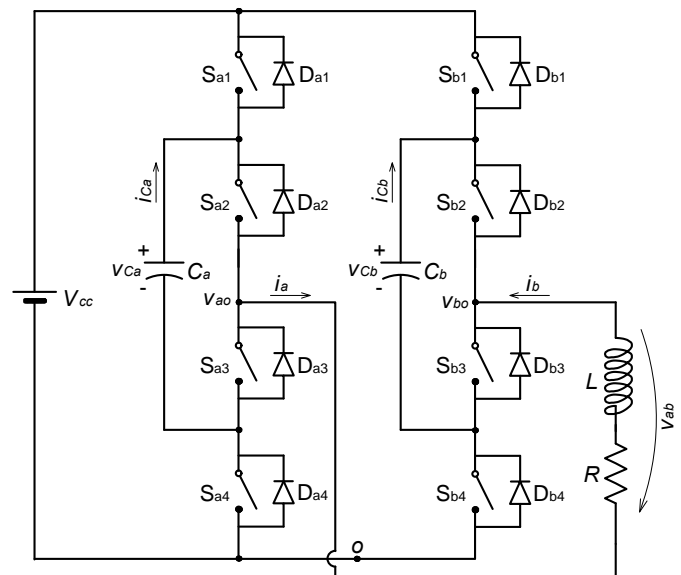 Sa1 Da1 Sb1 Db1
iCa iCb
Sa2 Da2 Sb2 Db2
+ +
vCa Ca vCb Cb
- -
Vcc
vao ia vbo ib
Sa3 Da3 Sb3 Db3
L
vab
R
Sa4 Da4 Sb4 Db4
o